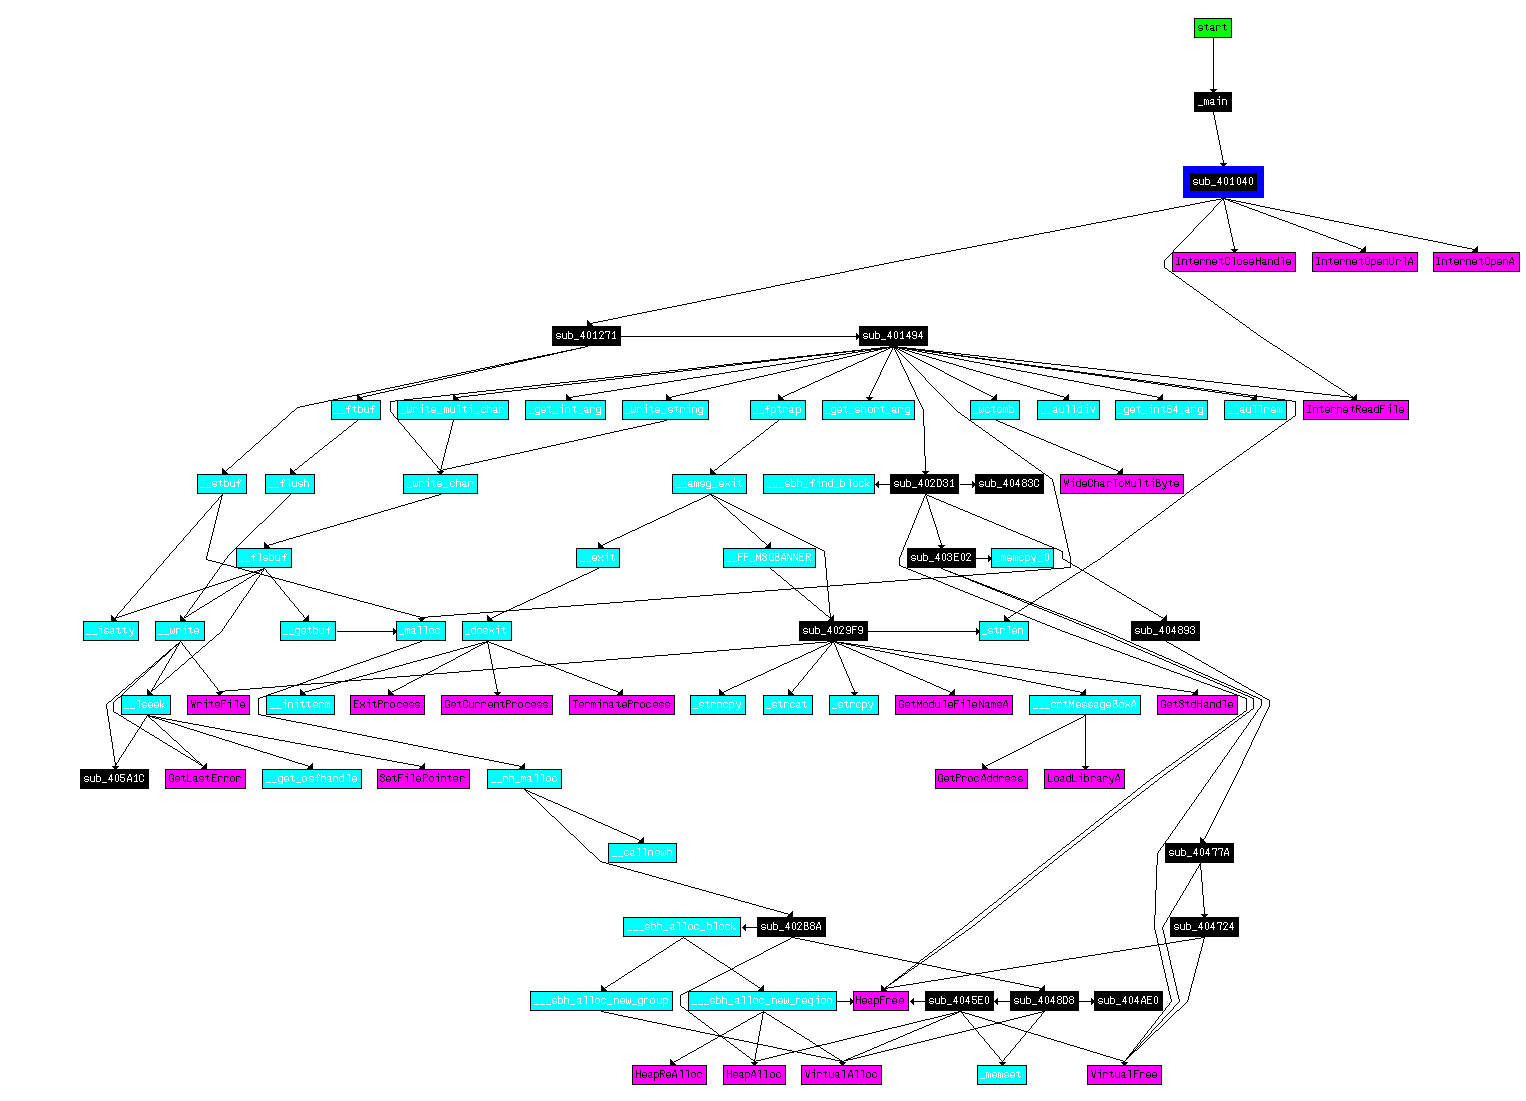 start
_main
sub_401040
InternetCloseHandle
InternetOpenUrlA
InternetOpenA
sub_401271
sub_401494
__ftbuf
_write_multi_char
_get_int_arg
_write_string
__fptrap
_get_short_arg
_wctomb
__aulldiv
_get_int64_arg
__aullrem
InternetReadFile
__stbuf
__flush
_write_char
__amsg_exit
___sbh_find_block
sub_402D31
sub_40483C
WideCharToMultiByte
__flsbuf
__exit
__FF_MSGBANNER
sub_403E02
_memcpy_0
__isatty
__write
__getbuf
_malloc
_doexit
sub_4029F9
_strlen
sub_404893
__lseek
WriteFile
__initterm
ExitProcess
GetCurrentProcess
TerminateProcess
_strncpy
_strcat
_strcpy
GetModuleFileNameA
___crtMessageBoxA
GetStdHandle
sub_405A1C
GetLastError
__get_osfhandle
SetFilePointer
__nh_malloc
GetProcAddress
LoadLibraryA
__callnewh
sub_40477A
___sbh_alloc_block
sub_402B8A
sub_404724
___sbh_alloc_new_group
___sbh_alloc_new_region
HeapFree
sub_4045E0
sub_4048D8
sub_404AE0
HeapReAlloc
HeapAlloc
VirtualAlloc
_memset
VirtualFree